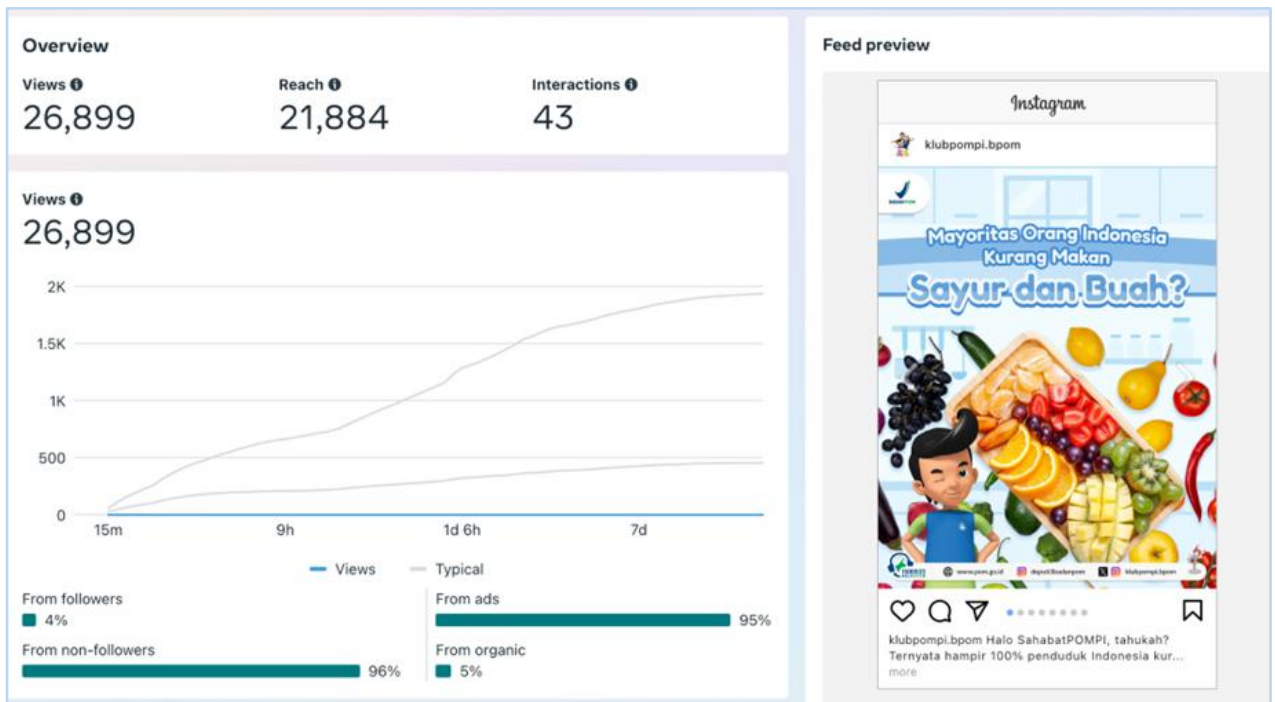 Overview
Views
Reach
Interactions
26,899
21,884
43
Views
26,899
2K
1.5K
1K
500
0
15m
9h
1d 6h
7d
Views
Typical
From followers
4%
From non-followers
96%
From ads
95%
From organic
5%
Feed preview
Instagram
klubpompi.bpom
Mayoritas Orang Indonesia
Kurang Makan
Sayur dan Buah?
www.pom.go.id
klubpompi.bpom
klubpompi.bpom Halo SahabatPOMPI, tahukah?
Ternyata hampir 100% penduduk Indonesia kur...
more